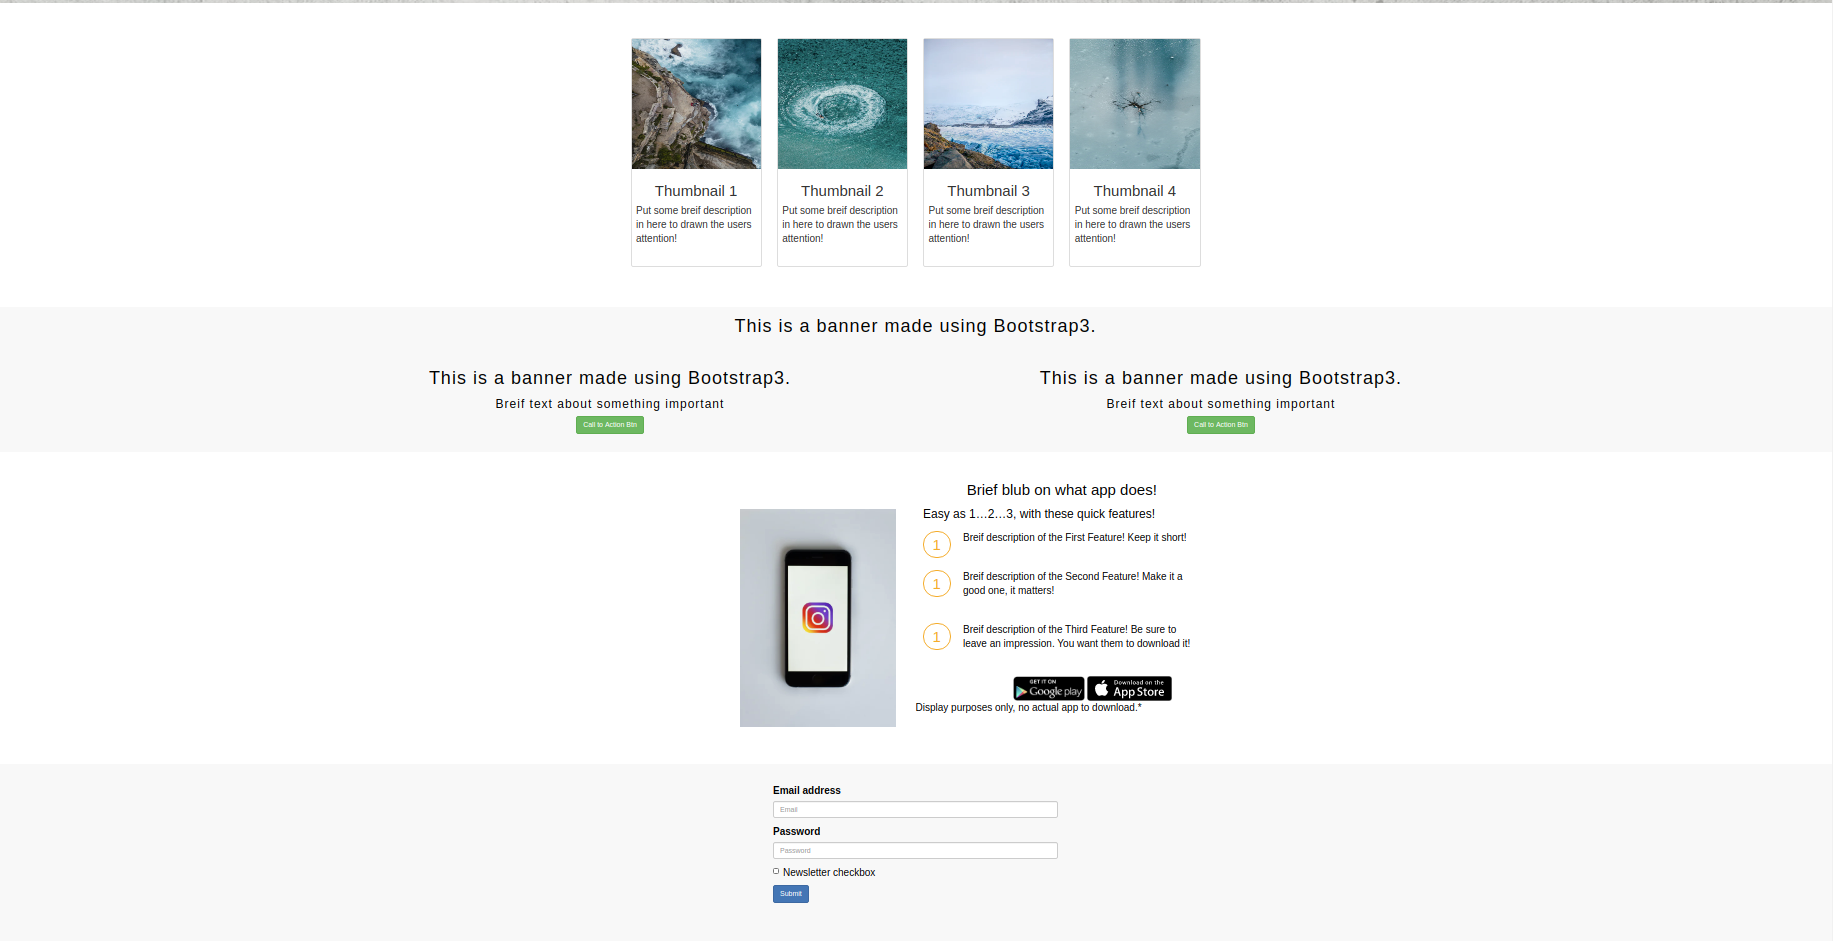 Thumbnail 1
Put some breif description
in here to drawn the users
attention!
Thumbnail 2
Put some breif description
in here to drawn the users
attention!
Thumbnail 3
Put some breif description
in here to drawn the users
attention!
Thumbnail 4
Put some breif description
in here to drawn the users
attention!
This is a banner made using Bootstrap3.
This is a banner made using Bootstrap3.
Breif text about something important
Call to Action Btn
This is a banner made using Bootstrap3.
Breif text about something important
Call to Action Btn
Brief blub on what app does!
Easy as 1...2...3, with these quick features!
1 Breif description of the First Feature! Keep it short!
1 Breif description of the Second Feature! Make it a
good one, it matters!
1 Breif description of the Third Feature! Be sure to
leave an impression. You want them to download it!
GET IT ON
Google play
Download on the
App Store
Display purposes only, no actual app to download.*
Email address
Email
Password
Password
Newsletter checkbox
Submit